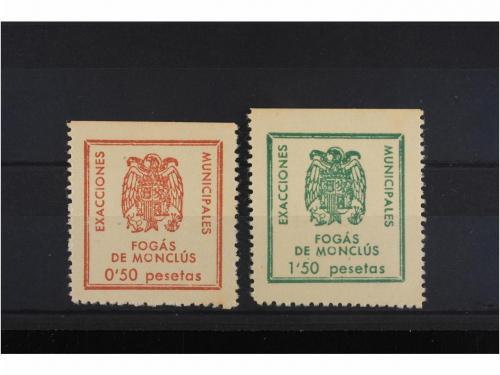 EXACCIONES
MUNICIPALES
FOGÁS
DE MONCLÚS
0'50 pesetas
EXACCIONES
MUNICIPALES
FOGÁS
DE MONCLÚS
1'50 pesetas